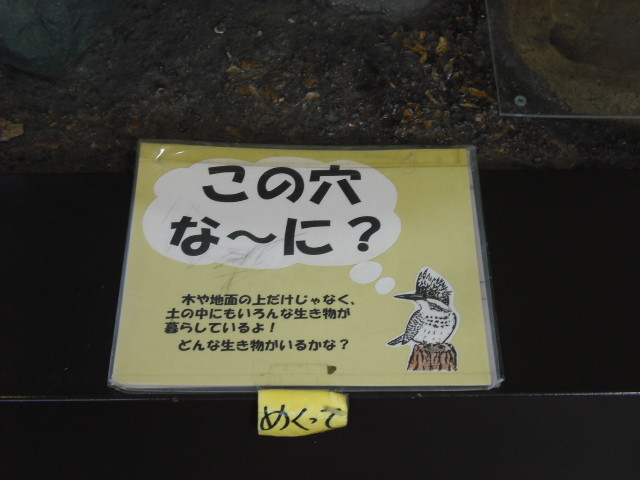 この穴
な～に？
木や地面の上だけじゃなく、
土の中にもいろんな生き物が
暮らしているよ！
どんな生き物がいるかな？
めくって